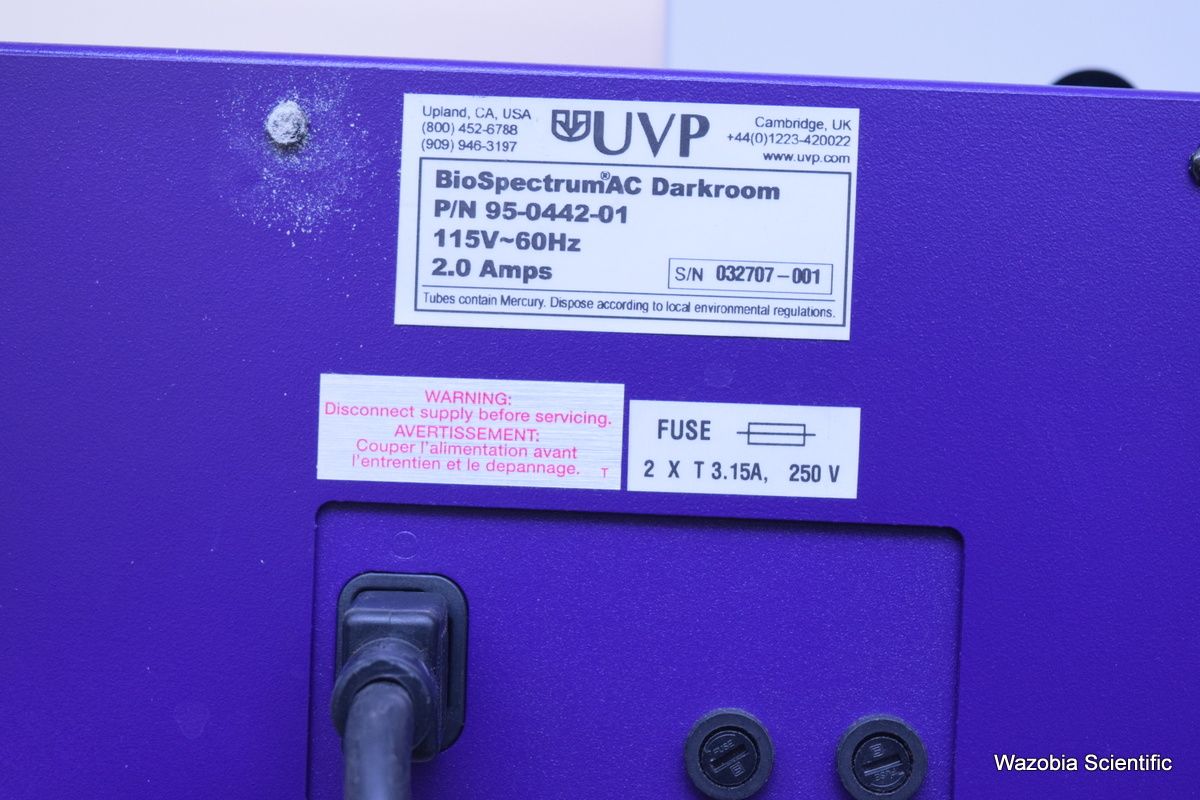 Upland, CA, USA
(800) 452-6788
(909) 946-3197
UVP
Cambridge, UK
+44(0)1223-420022
www.uvp.com
BioSpectrum®AC Darkroom
P/N 95-0442-01
115V~60Hz
2.0 Amps
S/N 032707-001
Tubes contain Mercury. Dispose according to local environmental regulations.
WARNING:
Disconnect supply before servicing.
AVERTISSEMENT:
Couper l'alimentation avant
l'entretien et le depannage. T
FUSE
2 X T 3.15A, 250 V
FUSE
FUSE
Wazobia Scientific